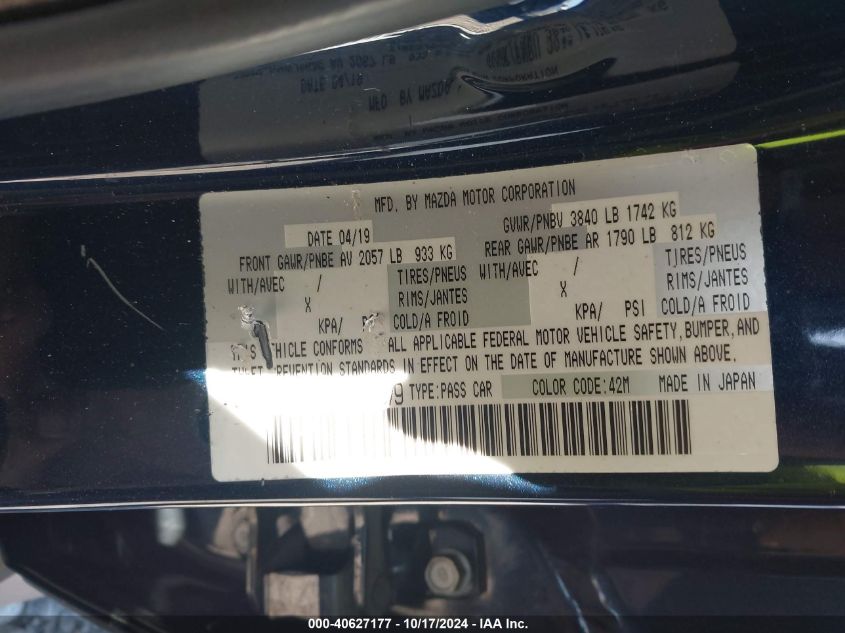 MFD. BY MAZDA MOTOR CORPORATION
DATE 04/19
GVWR/PNBV 3840 LB 1742 KG
FRONT GAWR/PNBE AV 2057 LB 933 KG
REAR GAWR/PNBE AR 1790 LB 812 KG
WITH/AVEC / TIRES/PNEUS
WITH/AVEC / TIRES/PNEUS
X RIMS/JANTES
X RIMS/JANTES
KPA/ COLD/A FROID
KPA/ PSI COLD/A FROID
VEHICLE CONFORMS ALL APPLICABLE FEDERAL MOTOR VEHICLE SAFETY, BUMPER, AND
PREVENTION STANDARDS IN EFFECT ON THE DATE OF MANUFACTURE SHOWN ABOVE.
TYPE:PASS CAR COLOR CODE:42M MADE IN JAPAN
000-40627177 - 10/17/2024 - IAA Inc.